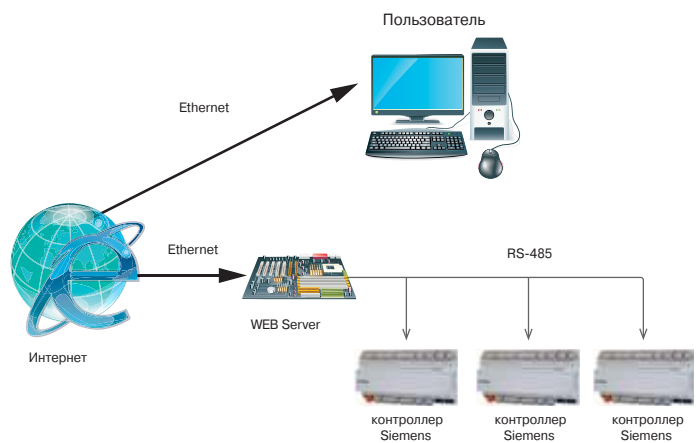 Пользователь
Ethernet
Ethernet
RS-485
WEB Server
Интернет
контроллер
Siemens
контроллер
Siemens
контроллер
Siemens